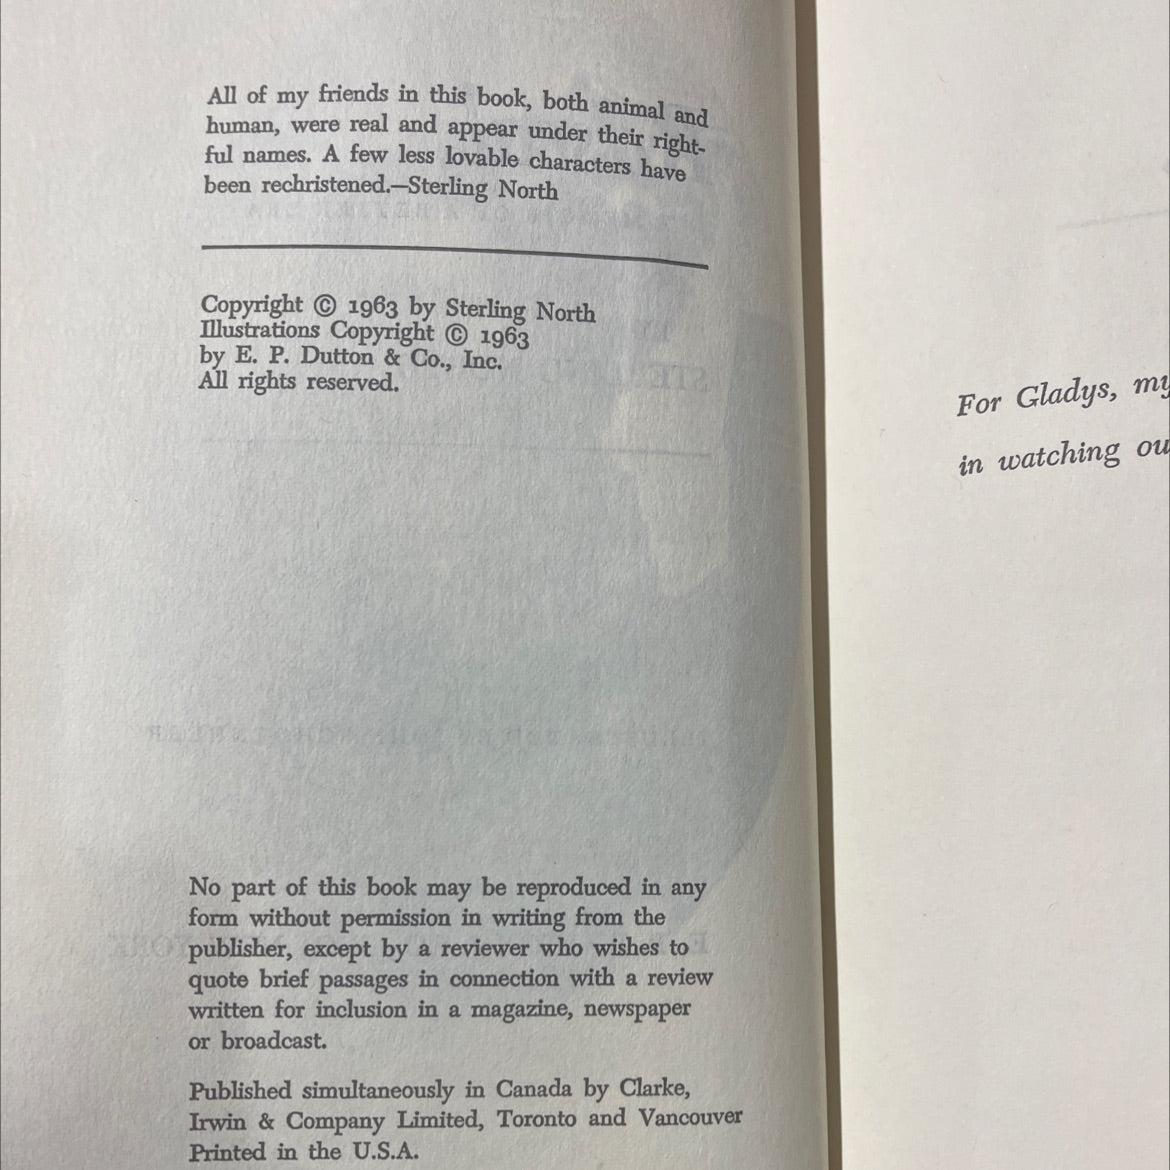 All of my friends in this book, both animal and
human, were real and appear under their right-
ful names. A few less lovable characters have
been rechristened.—Sterling North
Copyright © 1963 by Sterling North
Illustrations Copyright © 1963
by E. P. Dutton & Co., Inc.
All rights reserved.
No part of this book may be reproduced in any
form without permission in writing from the
publisher, except by a reviewer who wishes to
quote brief passages in connection with a review
written for inclusion in a magazine, newspaper
or broadcast.
Published simultaneously in Canada by Clarke,
Irwin & Company Limited, Toronto and Vancouver
Printed in the U.S.A.
For Gladys, my
in watching ou